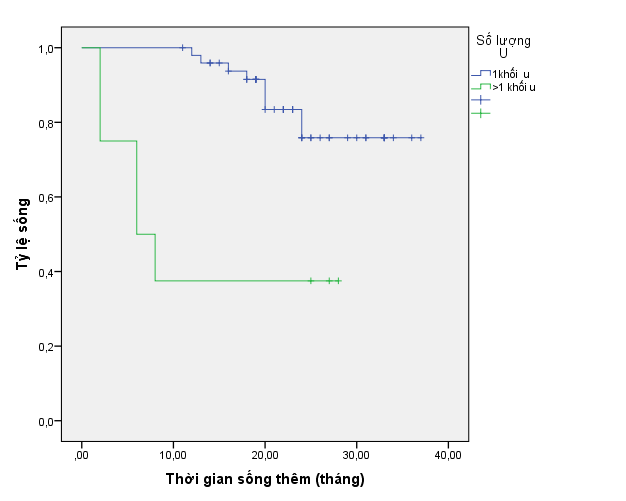 Số lượng
U
1khối u
>1 khối u
1,0
0,8
0,6
0,4
0,2
0,0
Tỷ lệ sống
,00
10,00
20,00
30,00
40,00
Thời gian sống thêm (tháng)